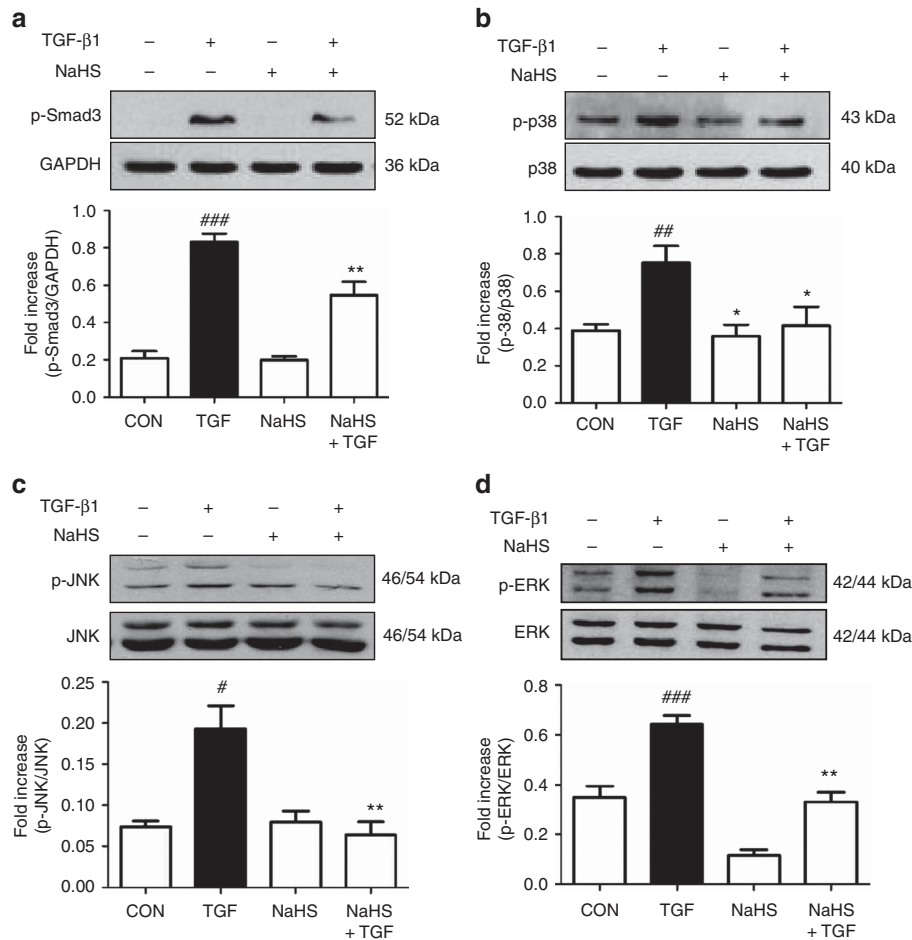 a
TGF-β1 – + – +
NaHS – – + +
p-Smad3 52 kDa
GAPDH 36 kDa
Fold increase
(p-Smad3/GAPDH)
1.0
0.8
0.6
0.4
0.2
0.0
###
**
CON TGF NaHS NaHS
+ TGF
b
TGF-β1 – + – +
NaHS – – + +
p-p38 43 kDa
p38 40 kDa
Fold increase
(p-38/p38)
1.0
0.8
0.6
0.4
0.2
0.0
##
*
*
CON TGF NaHS NaHS
+ TGF
c
TGF-β1 – + – +
NaHS – – + +
p-JNK 46/54 kDa
JNK 46/54 kDa
Fold increase
(p-JNK/JNK)
0.25
0.20
0.15
0.10
0.05
0.00
#
**
CON TGF NaHS NaHS
+ TGF
d
TGF-β1 – + – +
NaHS – – + +
p-ERK 42/44 kDa
ERK 42/44 kDa
Fold increase
(p-ERK/ERK)
0.8
0.6
0.4
0.2
0.0
###
**
CON TGF NaHS NaHS
+ TGF